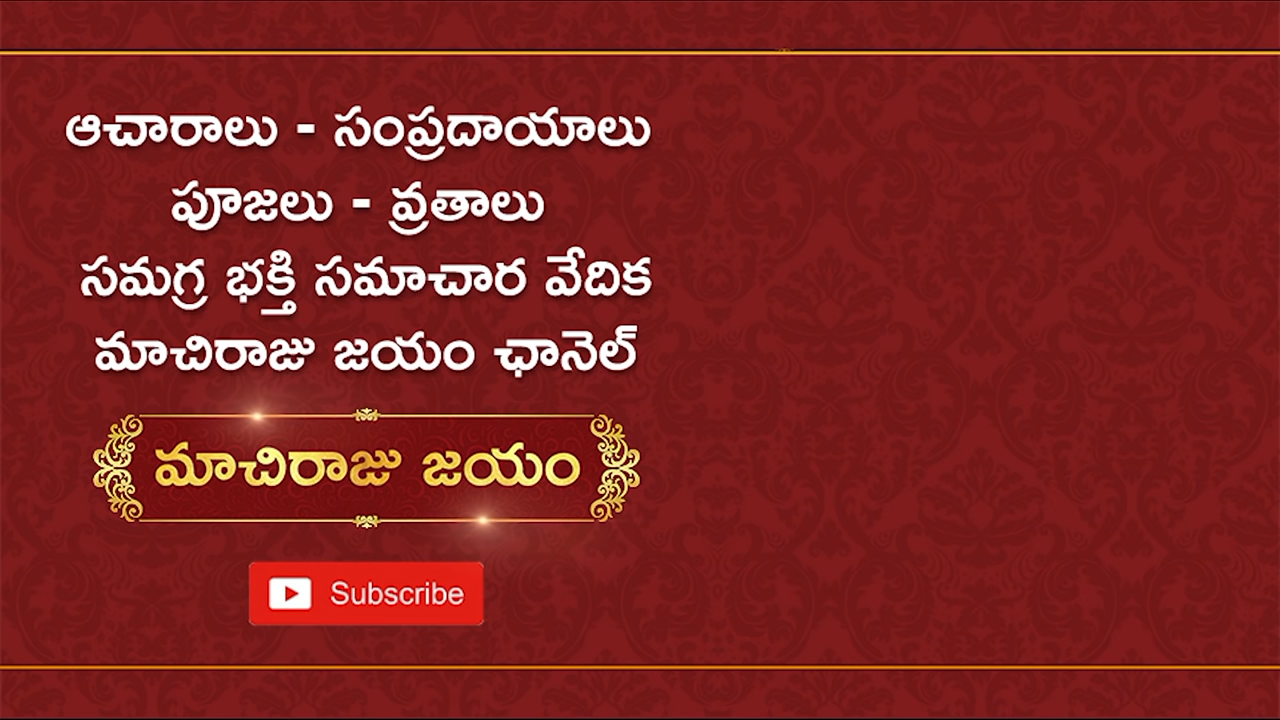 ఆచారాలు - సంప్రదాయాలు
పూజలు - వ్రతాలు
సమగ్ర భక్తి సమాచార వేదిక
మాచిరాజు జయం ఛానెల్
మాచిరాజు జయం
Subscribe